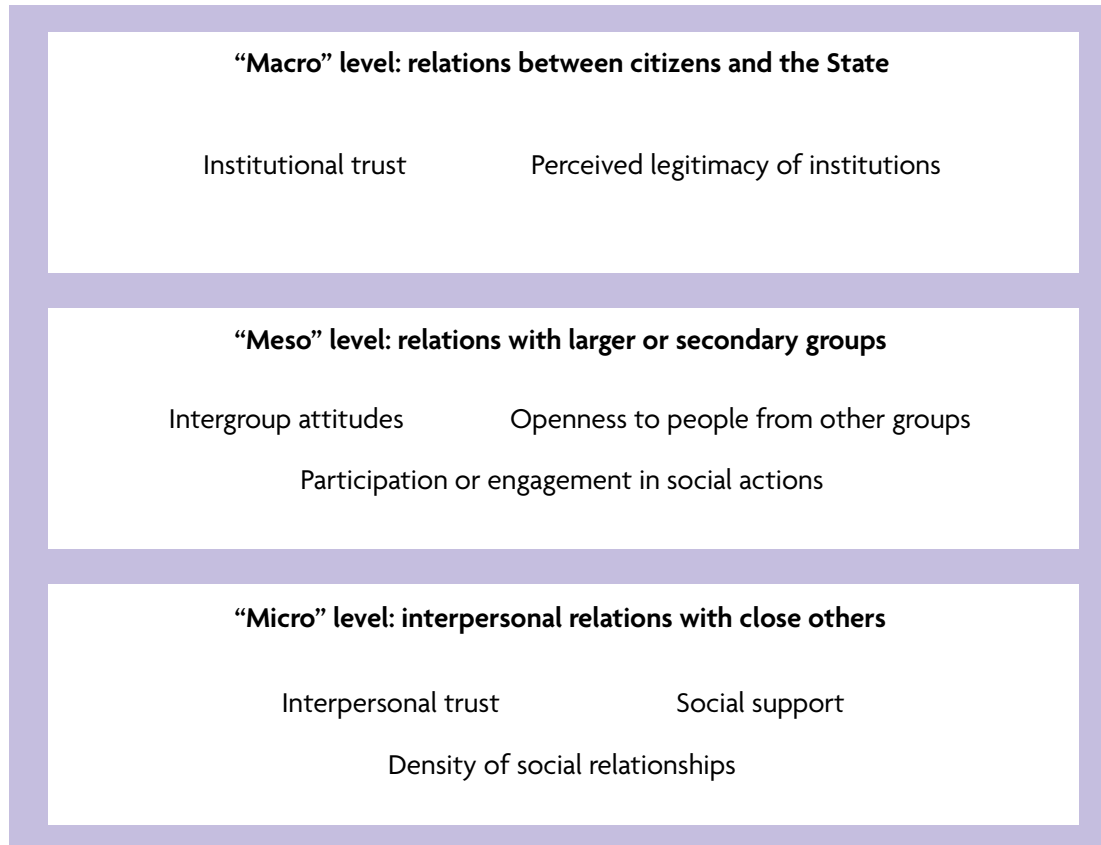 “Macro” level: relations between citizens and the State
Institutional trust Perceived legitimacy of institutions
“Meso” level: relations with larger or secondary groups
Intergroup attitudes Openness to people from other groups
Participation or engagement in social actions
“Micro” level: interpersonal relations with close others
Interpersonal trust Social support
Density of social relationships